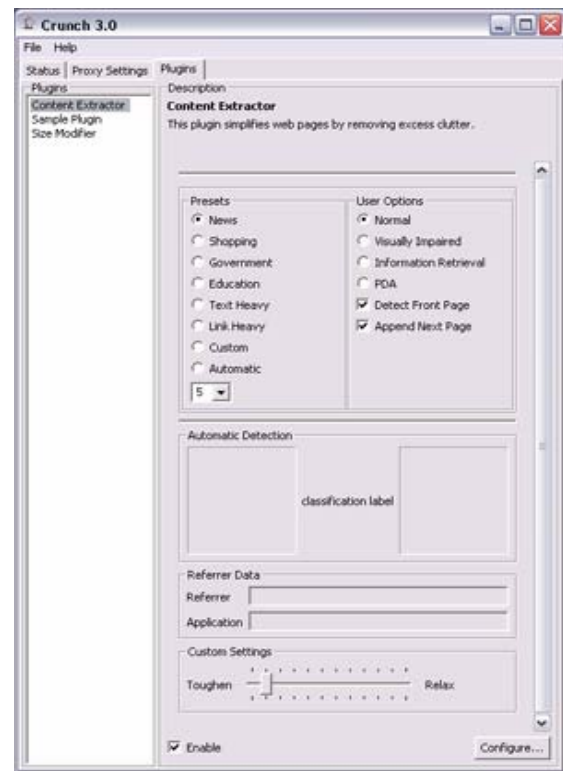 Crunch 3.0
File Help
Status Proxy Settings Plugins
Plugins
Content Extractor
Sample Plugin
Size Modifier
Description
Content Extractor
This plugin simplifies web pages by removing excess clutter.
Presets
News
Shopping
Government
Education
Text Heavy
Link Heavy
Custom
Automatic
5
User Options
Normal
Visually Impaired
Information Retrieval
PDA
Detect Front Page
Append Next Page
Automatic Detection
classification label
Referrer Data
Referrer
Application
Custom Settings
Toughen Relax
Enable Configure...